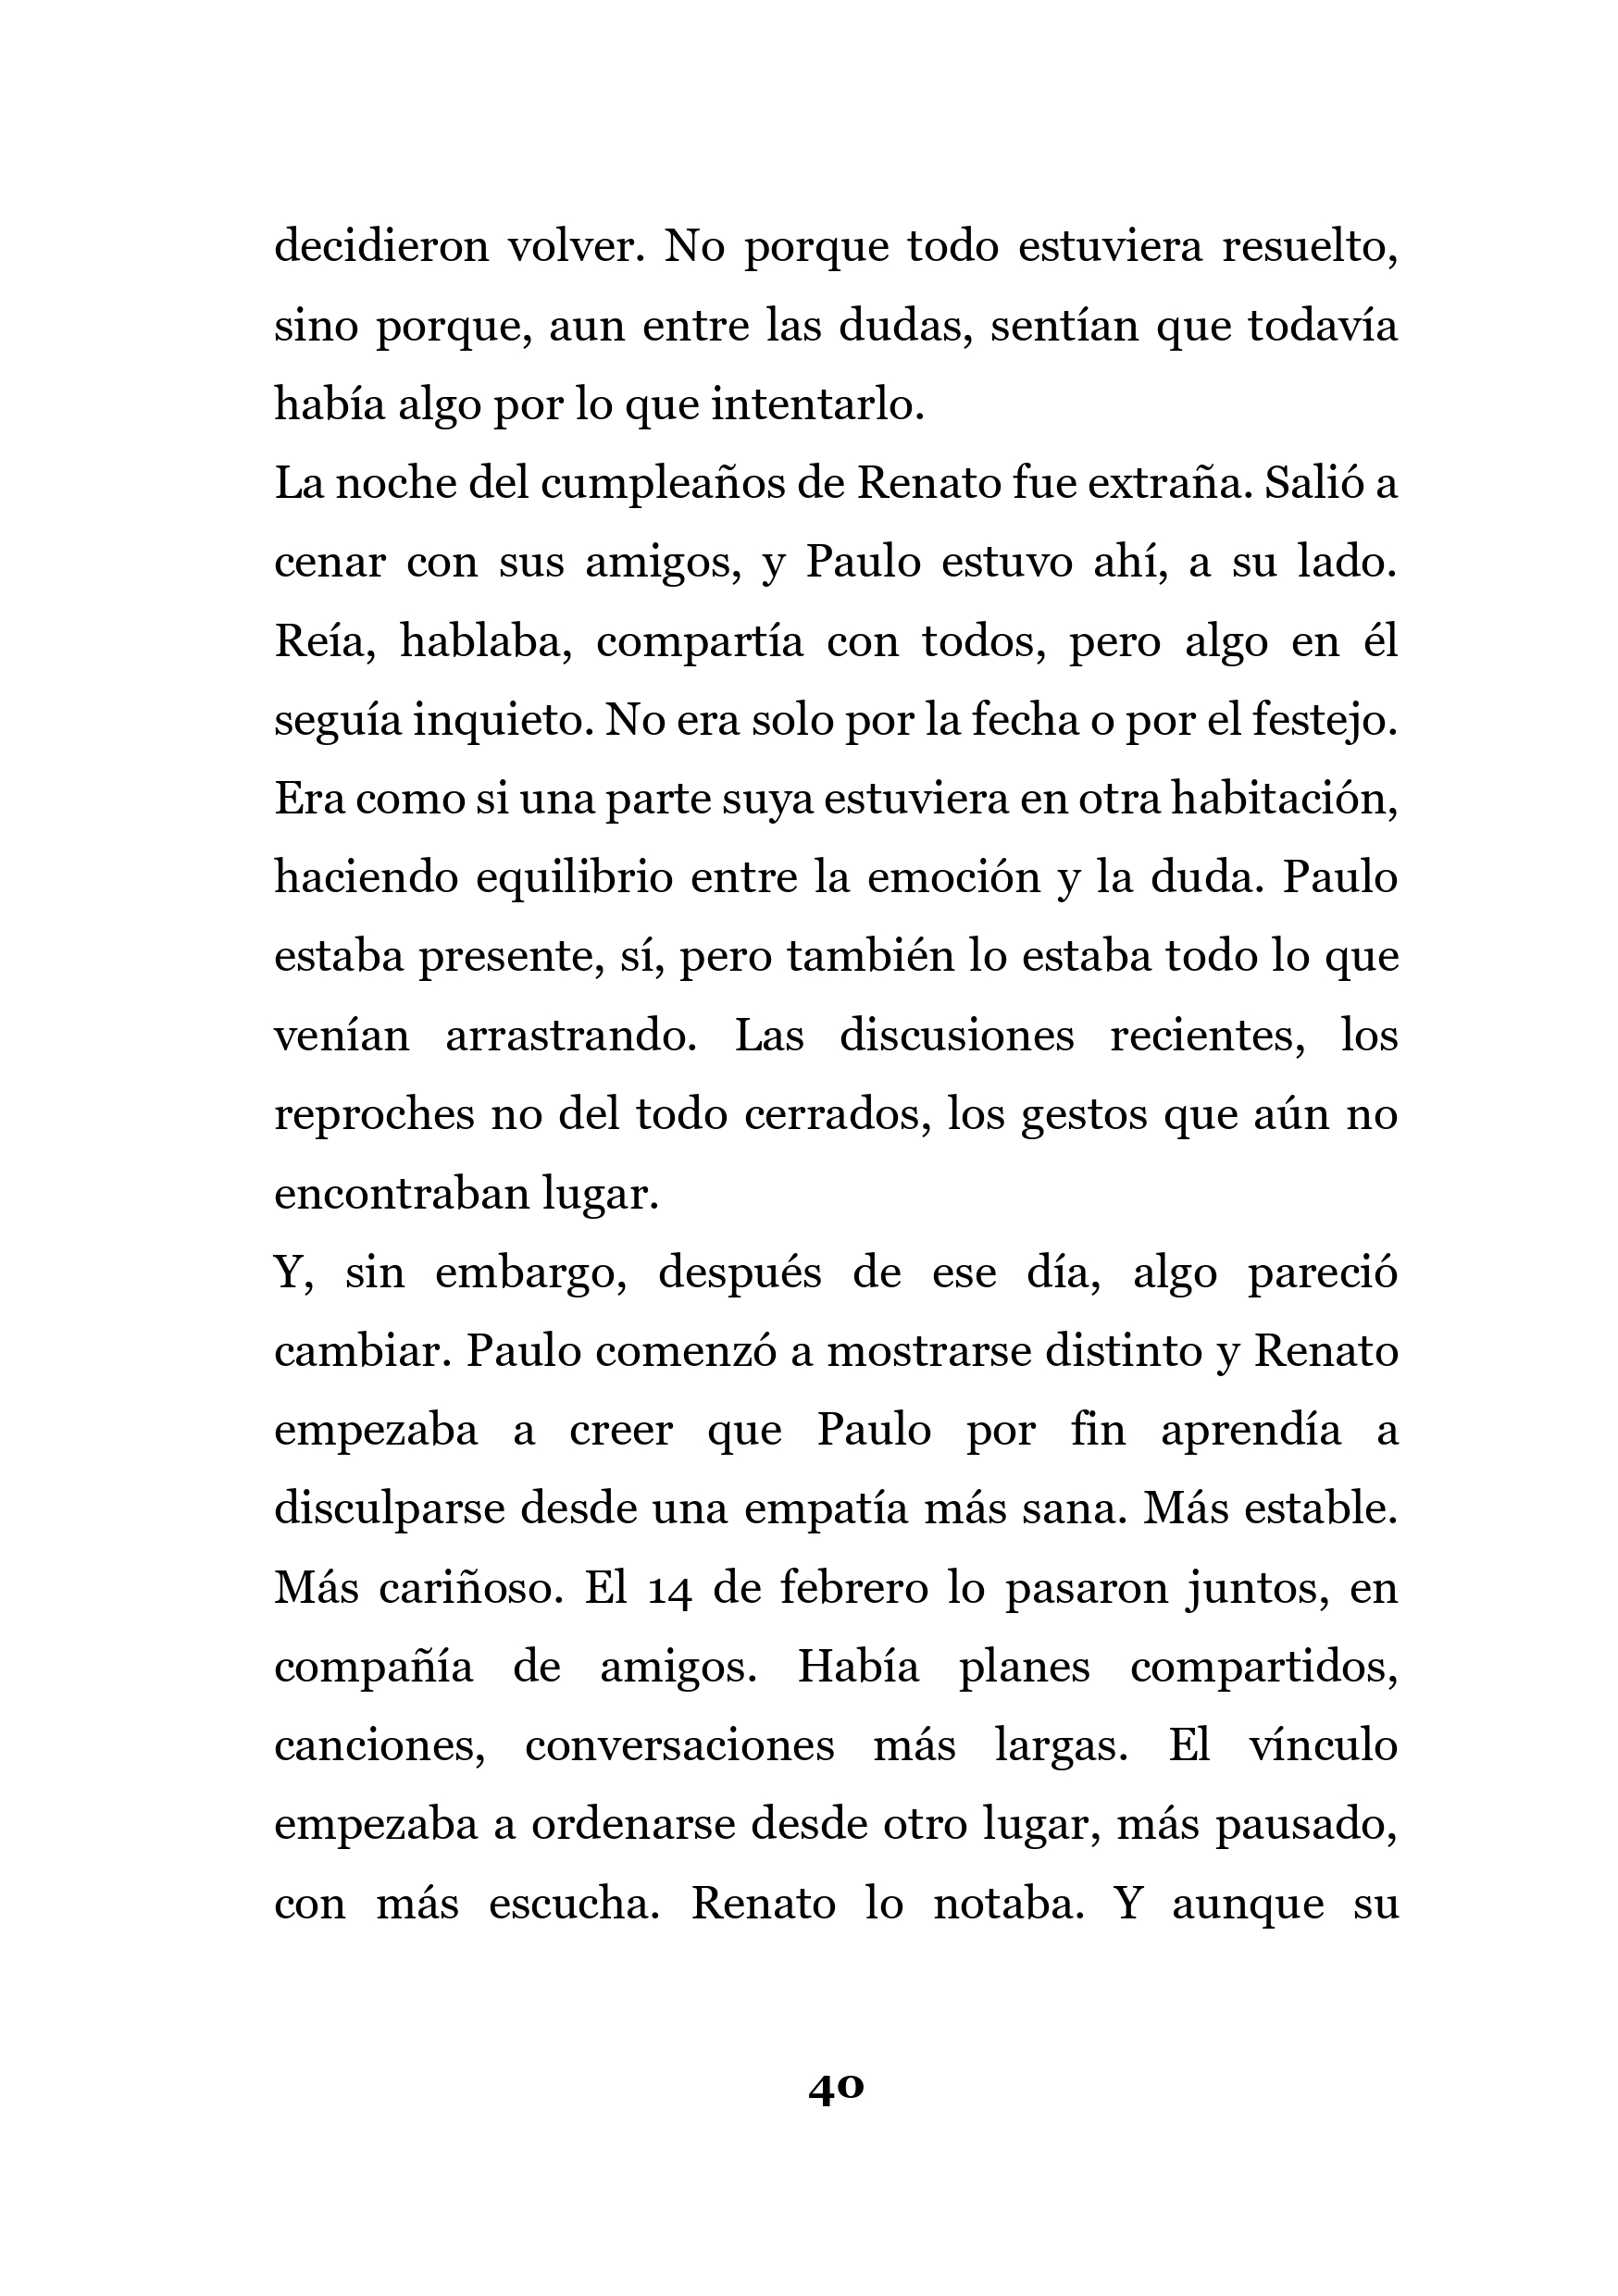 decidieron volver. No porque todo estuviera resuelto,
sino porque, aun entre las dudas, sentían que todavía
había algo por lo que intentarlo.
La noche del cumpleaños de Renato fue extraña. Salió a
cenar con sus amigos, y Paulo estuvo ahí, a su lado.
Reía, hablaba, compartía con todos, pero algo en él
seguía inquieto. No era solo por la fecha o por el festejo.
Era como si una parte suya estuviera en otra habitación,
haciendo equilibrio entre la emoción y la duda. Paulo
estaba presente, sí, pero también lo estaba todo lo que
venían arrastrando. Las discusiones recientes, los
reproches no del todo cerrados, los gestos que aún no
encontraban lugar.
Y, sin embargo, después de ese día, algo pareció
cambiar. Paulo comenzó a mostrarse distinto y Renato
empezaba a creer que Paulo por fin aprendía a
disculparse desde una empatía más sana. Más estable.
Más cariñoso. El 14 de febrero lo pasaron juntos, en
compañía de amigos. Había planes compartidos,
canciones, conversaciones más largas. El vínculo
empezaba a ordenarse desde otro lugar, más pausado,
con más escucha. Renato lo notaba. Y aunque su
40